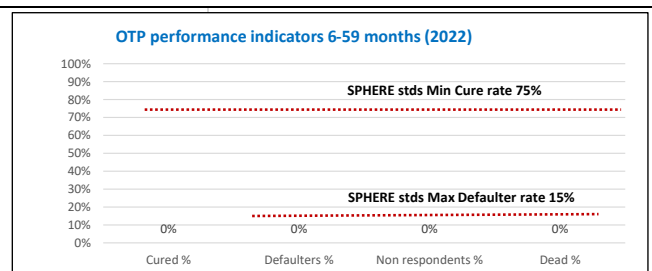 OTP performance indicators 6-59 months (2022)
100%
90%
SPHERE stds Min Cure rate 75%
80%
70%
60%
50%
40%
30%
SPHERE stds Max Defaulter rate 15%
20%
10%
0% 0% 0% 0%
0%
Cured % Defaulters % Non respondents % Dead %